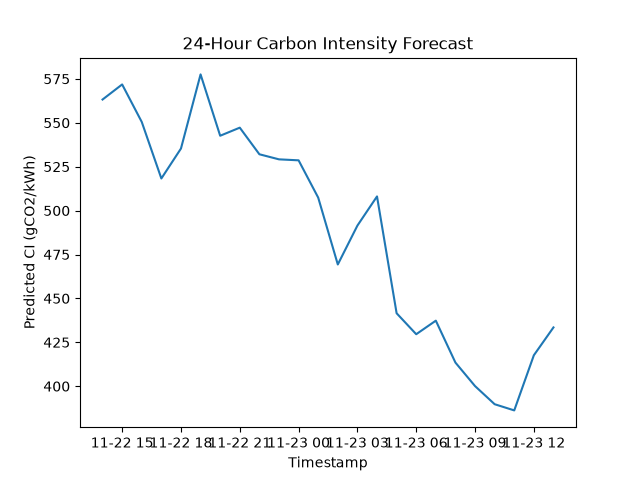 24-Hour Carbon Intensity Forecast
Predicted CI (gCO2/kWh)
575
550
525
500
475
450
425
400
11-22 15 11-22 18 11-22 21 11-23 00 11-23 03 11-23 06 11-23 09 11-23 12
Timestamp